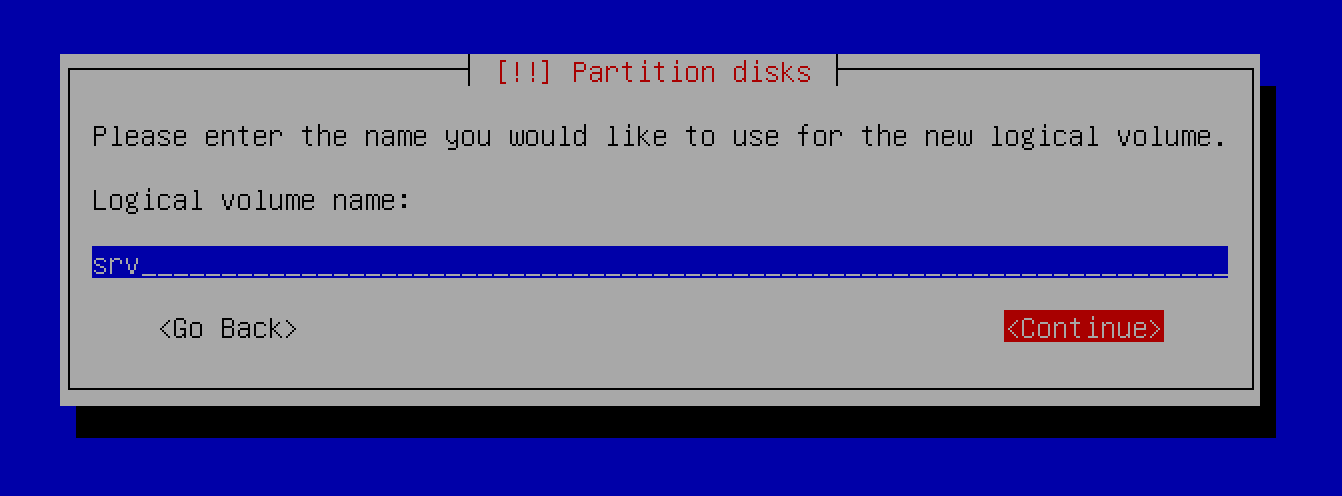 [!!] Partition disks
Please enter the name you would like to use for the new logical volume.
Logical volume name:
srv_____________________________________________________________________
<Go Back> <Continue>